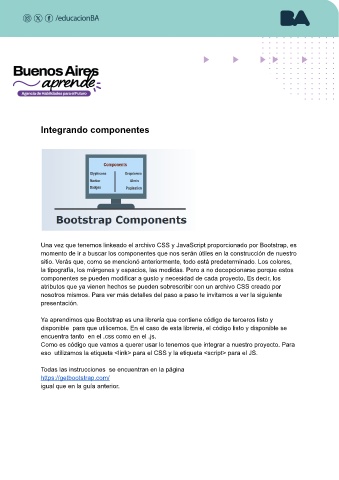 /educacionBA
BA
Buenos Aires
aprende
Agencia de Habilidades para el Futuro
Integrando componentes
Components
Glyphicons
Navbar
Badges
Dropdowns
Alerts
Pagination
Bootstrap Components
Una vez que tenemos linkeado el archivo CSS y JavaScript proporcionado por Bootstrap, es
momento de ir a buscar los componentes que nos serán útiles en la construcción de nuestro
sitio. Verás que, como se mencionó anteriormente, todo está predeterminado. Los colores,
la tipografía, los márgenes y espacios, las medidas. Pero a no decepcionarse porque estos
componentes se pueden modificar a gusto y necesidad de cada proyecto, Es decir, los
atributos que ya vienen hechos se pueden sobrescribir con un archivo CSS creado por
nosotros mismos. Para ver más detalles del paso a paso te invitamos a ver la siguiente
presentación.
Ya aprendimos que Bootstrap es una librería que contiene código de terceros listo y
disponible para que utilicemos. En el caso de esta librería, el código listo y disponible se
encuentra tanto en el .css como en el .js.
Como es código que vamos a querer usar lo tenemos que integrar a nuestro proyecto. Para
eso utilizamos la etiqueta <link> para el CSS y la etiqueta <script> para el JS.
Todas las instrucciones se encuentran en la página
https://getbootstrap.com/
igual que en la guía anterior.